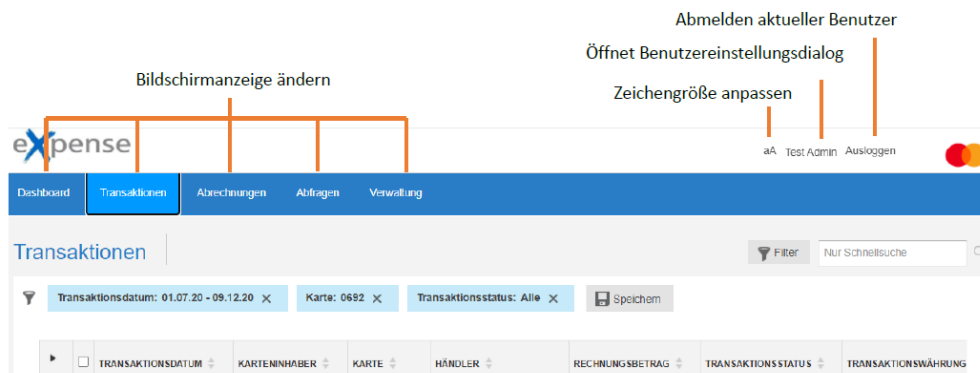 Abmelden aktueller Benutzer
Öffnet Benutzereinstellungsdialog
Bildschirmanzeige ändern
Zeichengröße anpassen
eXpense
aA Test Admin Ausloggen
Dashboard Transaktionen Abrechnungen Abfragen Verwaltung
Transaktionen Filter Nur Schnellsuche
Transaktionsdatum: 01.07.20 - 09.12.20 × Karte: 0692 × Transaktionsstatus: Alle × Speichern
TRANSAKTIONSDATUM KARTENINHABER KARTE HÄNDLER RECHNUNGSBETRAG TRANSAKTIONSSTATUS TRANSAKTIONSWÄHRUNG